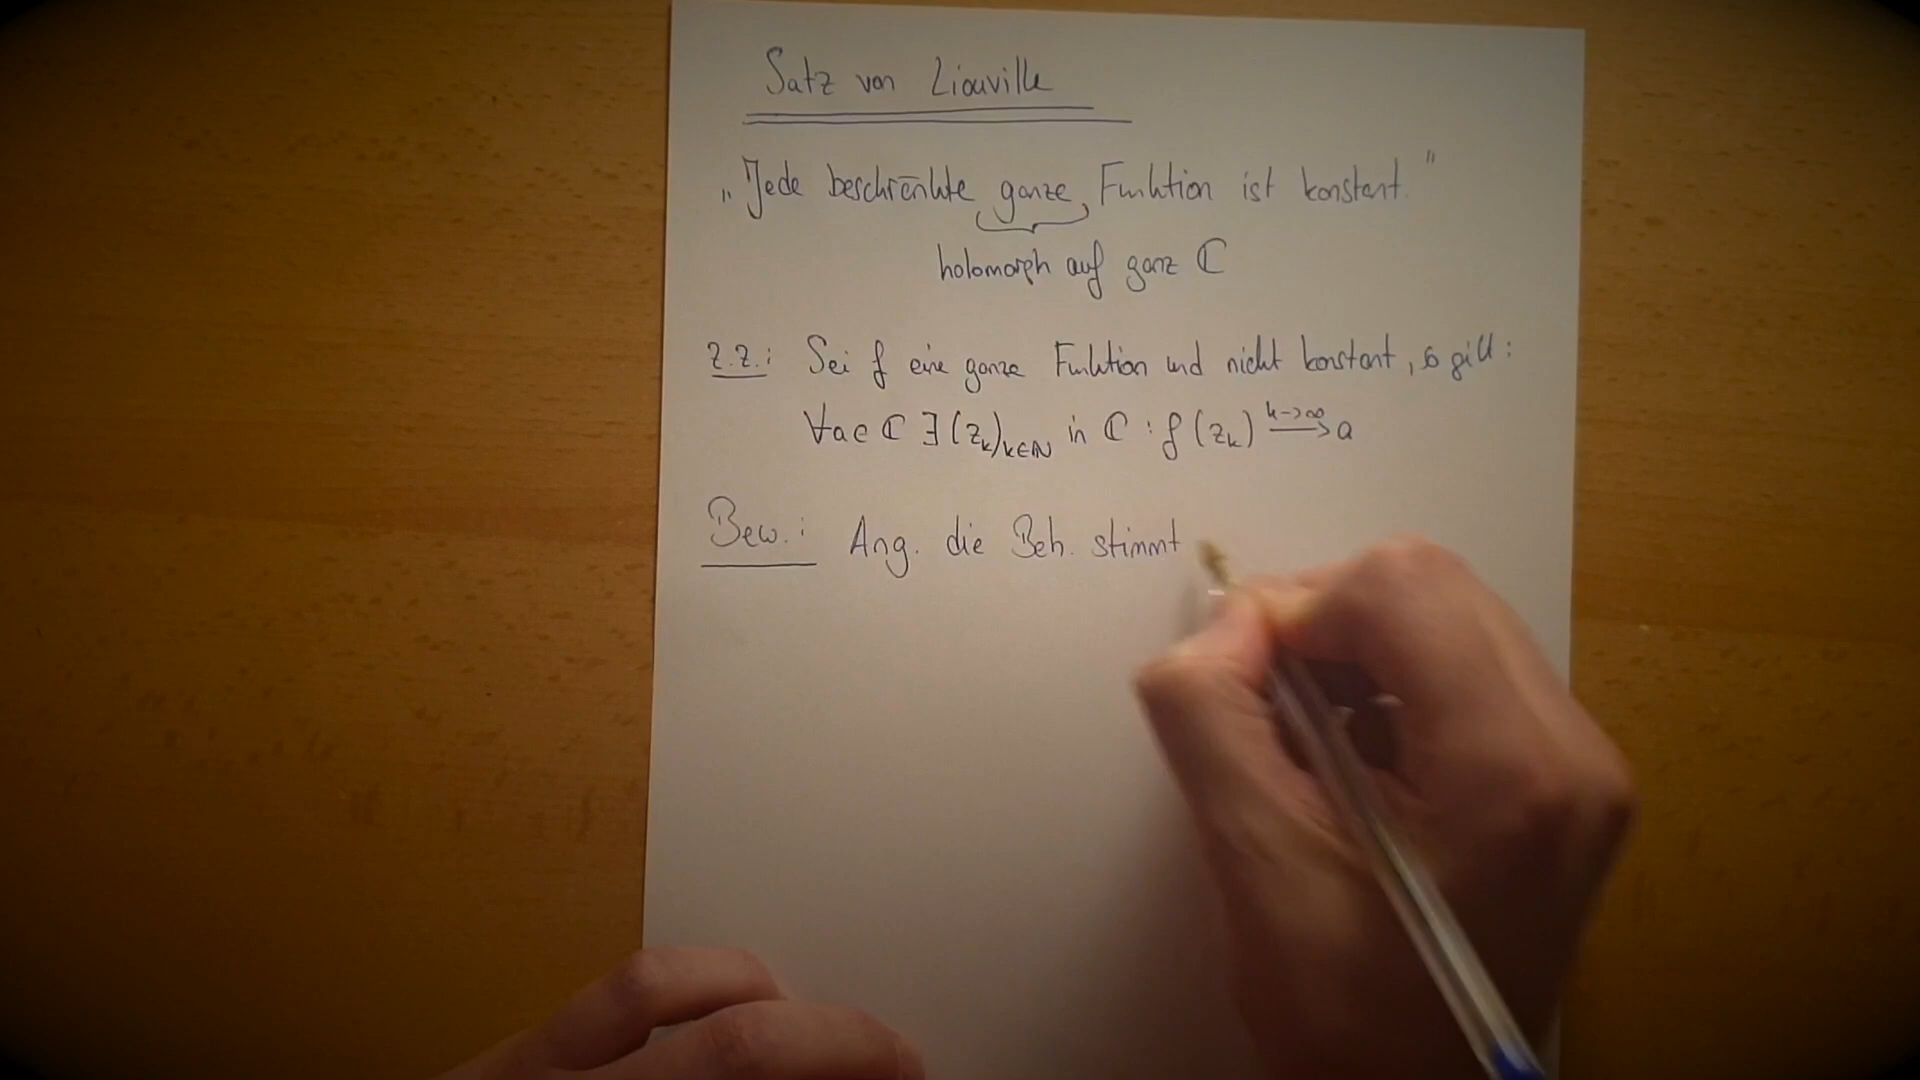 Satz von Liouville
„Jede beschränkte ganze Funktion ist konstant."
holomorph auf ganz ℂ
Z.Z.: Sei f eine ganze Funktion und nicht konstant, so gilt:
∀a∈ℂ ∃(z_k)_{k∈ℕ} in ℂ : f(z_k) \xrightarrow{k->∞} a
Bew.: Ang. die Beh. stimmt